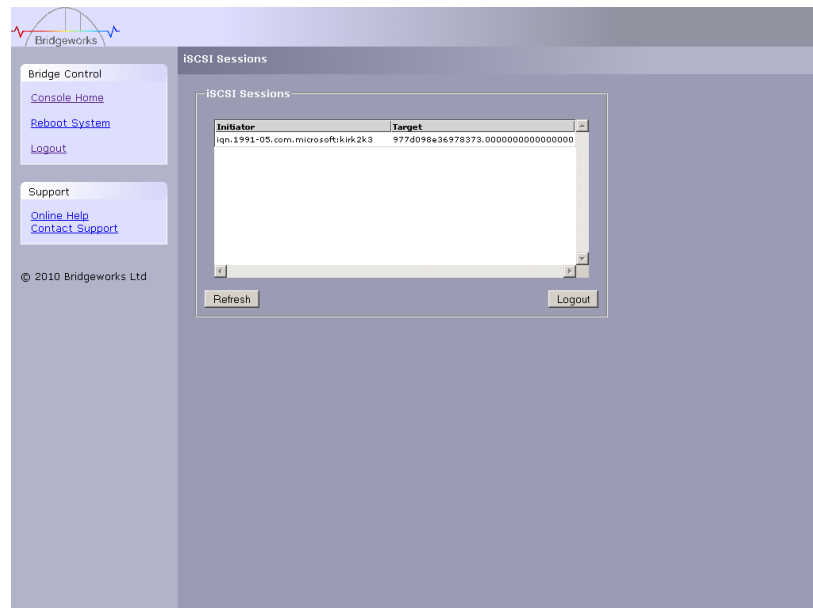 Bridgeworks
iSCSI Sessions
Bridge Control
Console Home
Reboot System
Logout
Support
Online Help
Contact Support
© 2010 Bridgeworks Ltd
iSCSI Sessions
Initiator Target
iqn.1991-05.com.microsoft:kirk2k3 977d098e36978373.0000000000000000
Refresh Logout